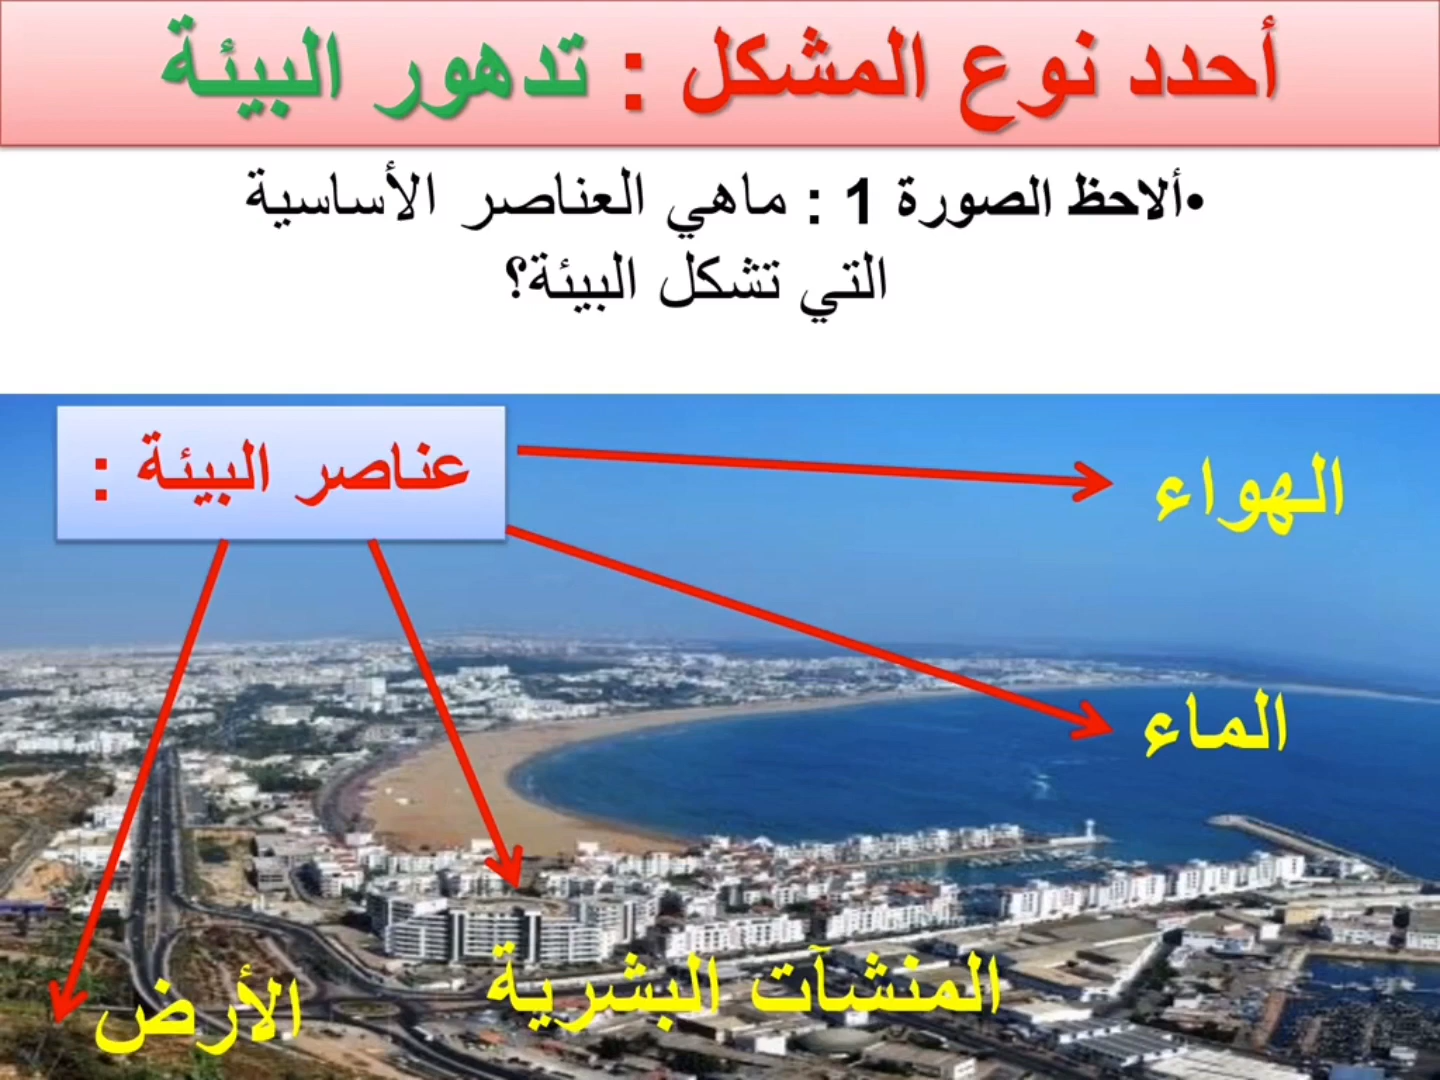 أحدد نوع المشكل : تدهور البيئة
•ألاحظ الصورة 1 : ماهي العناصر الأساسية
التي تشكل البيئة؟
عناصر البيئة :
الهواء
الماء
المنشآت البشرية
الأرض